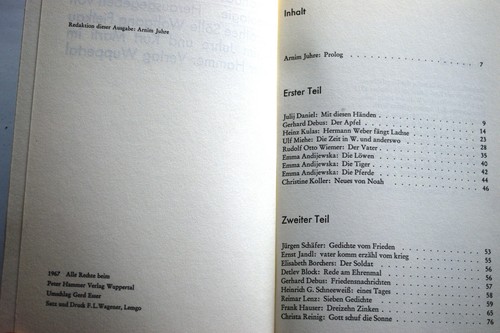 Redaktion dieser Ausgabe: Arnim Juhre
1967 Alle Rechte beim
Peter Hammer Verlag Wuppertal
Umschlag Gerd Esser
Satz und Druck F. L. Wagener, Lemgo
Inhalt
Arnim Juhre: Prolog . . . . . . . . . . 7
Erster Teil
Julij Daniel: Mit diesen Händen . . . . . . . . . . 9
Gerhard Debus: Der Apfel . . . . . . . . . . 14
Heinz Kulas: Hermann Weber fängt Lachse . . . . . . . . 23
Ulf Miehe: Die Zeit in W. und anderswo . . . . . . . . 28
Rudolf Otto Wiemer: Der Vater . . . . . . . . . . 35
Emma Andijewska: Die Löwen . . . . . . . . . . 40
Emma Andijewska: Die Tiger . . . . . . . . . . 42
Emma Andijewska: Die Pferde . . . . . . . . . . 44
Christine Koller: Neues von Noah . . . . . . . . . . 46
Zweiter Teil
Jürgen Schäfer: Gedichte vom Frieden . . . . . . . . 53
Ernst Jandl: vater komm erzähl vom krieg . . . . . . . 55
Elisabeth Borchers: Der Soldat . . . . . . . . . . 56
Detlev Block: Rede am Ehrenmal . . . . . . . . . . 56
Gerhard Debus: Friedensnachrichten . . . . . . . . 57
Heinrich G. Schneeweiß: eines Tages . . . . . . . . 58
Reimar Lenz: Sieben Gedichte . . . . . . . . . . 60
Frank Hauser: Dreizehn Zinken . . . . . . . . . . 65
Christa Reinig: Gott schuf die Sonne . . . . . . . . 76